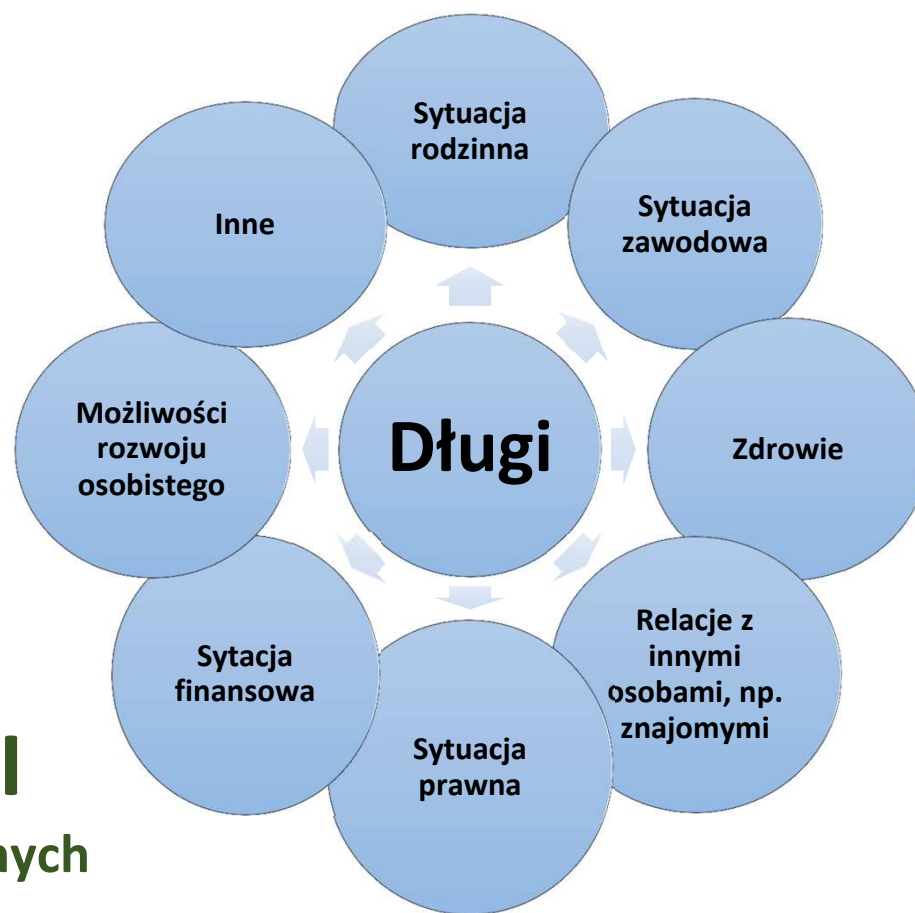 Sytuacja
rodzinna
Sytuacja
zawodowa
Zdrowie
Relacje z
innymi
osobami, np.
znajomymi
Sytuacja
prawna
Sytacja
finansowa
Możliwości
rozwoju
osobistego
Inne
Długi